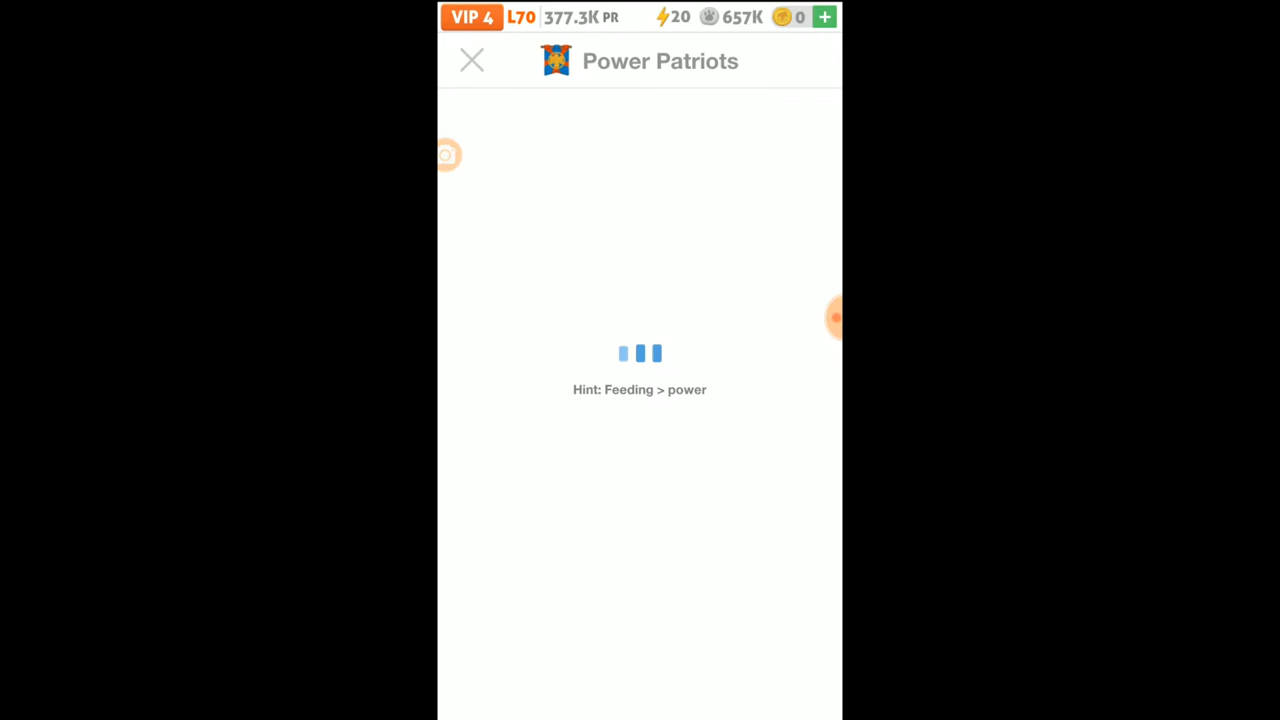 VIP 4 L70 377.3K PR 20 657K 0 +
Power Patriots
Hint: Feeding > power